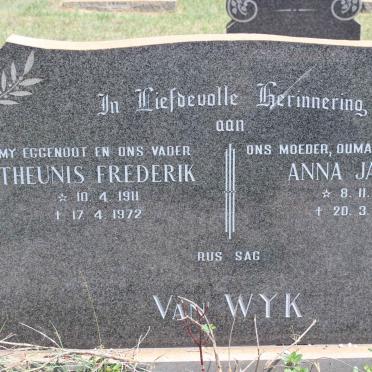 In Liefdevolle Herinnering
aan
MY EGGENOOT EN ONS VADER
THEUNIS FREDERIK
☆ 10. 4. 1911
† 17. 4. 1972
ONS MOEDER, OUMA
ANNA JA
☆ 8. 11.
† 20. 3.
RUS SAG
VAN WYK